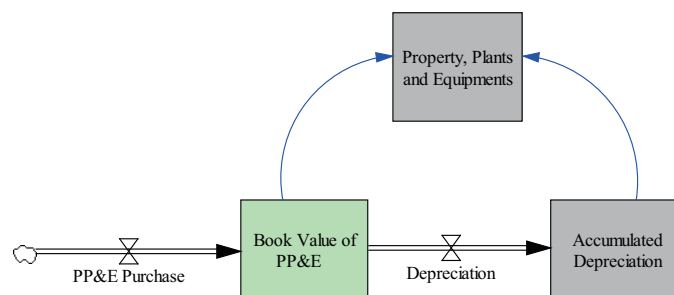 Property, Plants
and Equipments
Book Value of
PP&E
Accumulated
Depreciation
PP&E Purchase
Depreciation